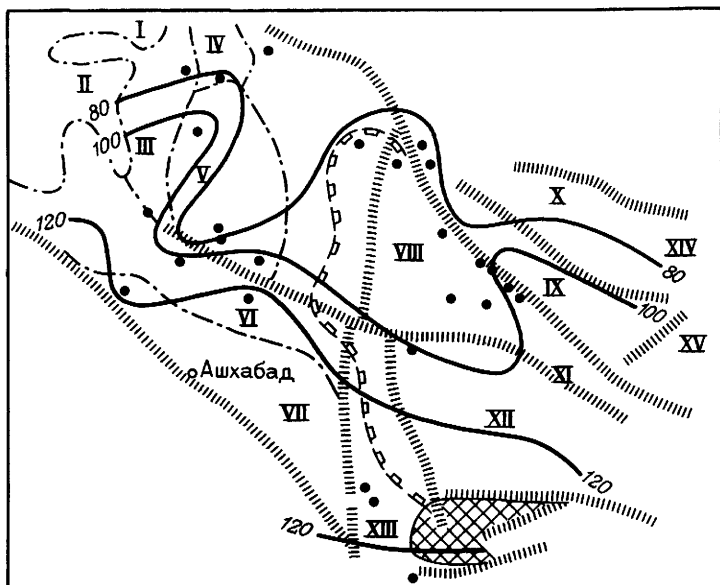 I
IV
II
80
100
III
V
X
120
VIII
XIV
80
IX
100
VI
XV
Ашхабад
XI
VII
XII
120
120
XIII